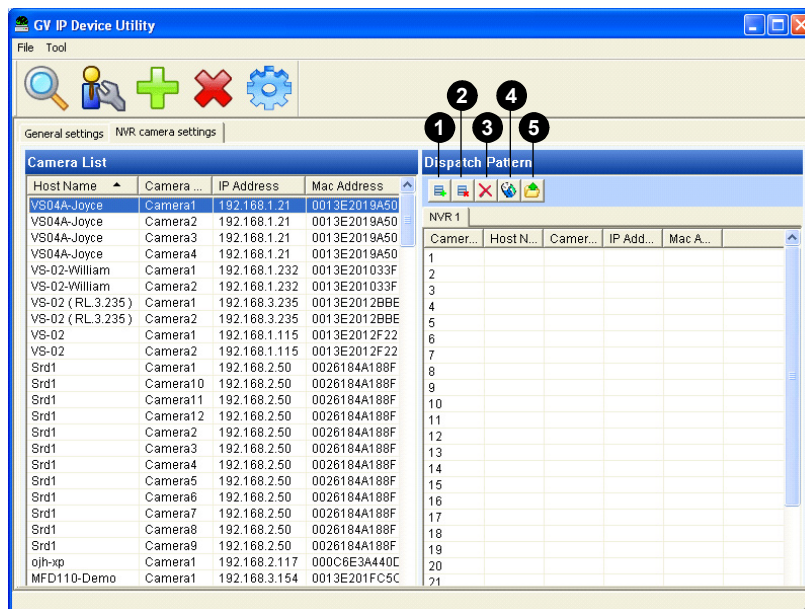 GV IP Device Utility
File Tool
2 4
1 3 5
General settings NVR camera settings
Camera List
Dispatch Pattern
NVR 1
Host Name Camera ... IP Address Mac Address
VS04A-Joyce Camera1 192.168.1.21 0013E2019A50
VS04A-Joyce Camera2 192.168.1.21 0013E2019A50
VS04A-Joyce Camera3 192.168.1.21 0013E2019A50
VS04A-Joyce Camera4 192.168.1.21 0013E2019A50
VS-02-William Camera1 192.168.1.232 0013E201033F
VS-02-William Camera2 192.168.1.232 0013E201033F
VS-02 ( RL.3.235 ) Camera1 192.168.3.235 0013E2012BBE
VS-02 ( RL.3.235 ) Camera2 192.168.3.235 0013E2012BBE
VS-02 Camera1 192.168.1.115 0013E2012F22
VS-02 Camera2 192.168.1.115 0013E2012F22
Srd1 Camera1 192.168.2.50 0026184A188F
Srd1 Camera10 192.168.2.50 0026184A188F
Srd1 Camera11 192.168.2.50 0026184A188F
Srd1 Camera12 192.168.2.50 0026184A188F
Srd1 Camera2 192.168.2.50 0026184A188F
Srd1 Camera3 192.168.2.50 0026184A188F
Srd1 Camera4 192.168.2.50 0026184A188F
Srd1 Camera5 192.168.2.50 0026184A188F
Srd1 Camera6 192.168.2.50 0026184A188F
Srd1 Camera7 192.168.2.50 0026184A188F
Srd1 Camera8 192.168.2.50 0026184A188F
Srd1 Camera9 192.168.2.50 0026184A188F
ojh-xp Camera1 192.168.2.117 000C6E3A440D
MFD110-Demo Camera1 192.168.3.154 0013E201FC5C
Camer... Host N... Camer... IP Add... Mac A...
1
2
3
4
5
6
7
8
9
10
11
12
13
14
15
16
17
18
19
20
21